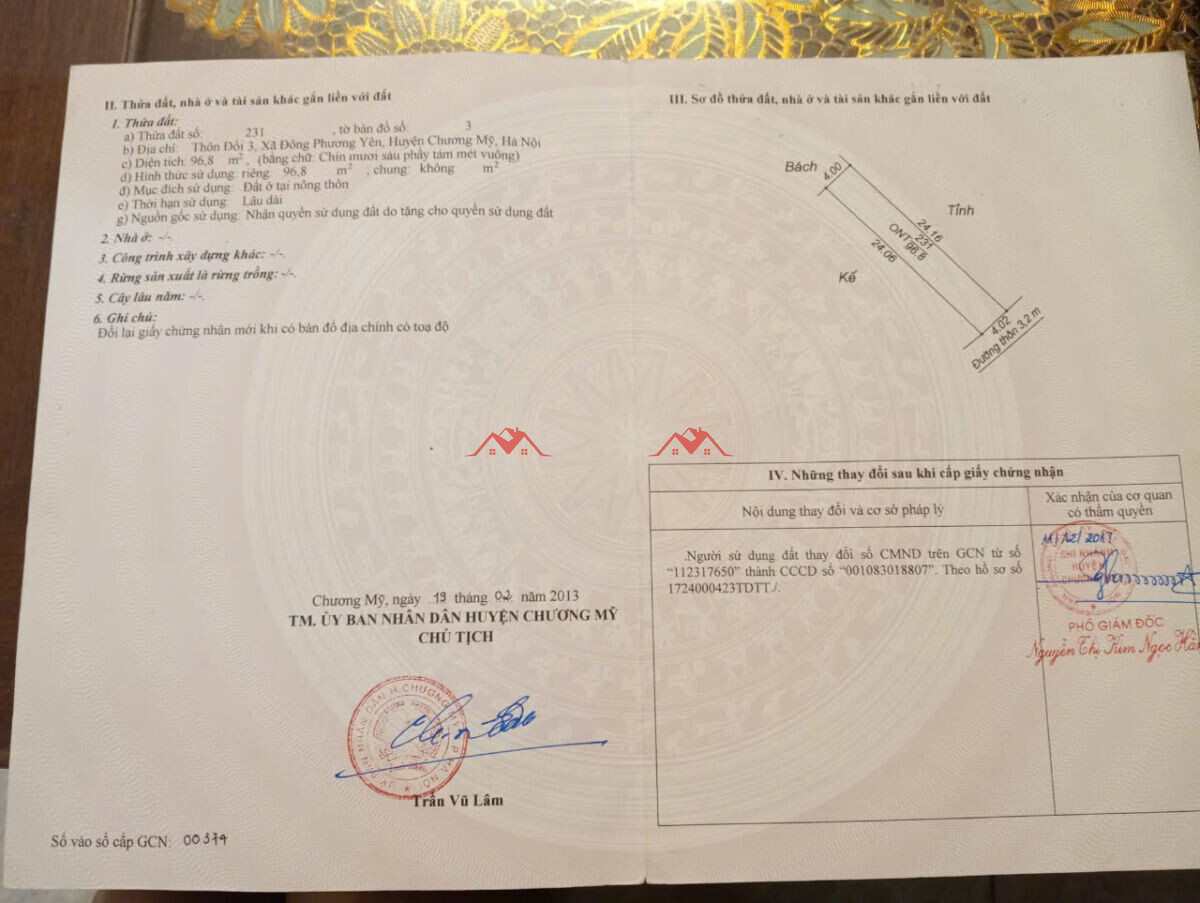 II. Thửa đất, nhà ở và tài sản khác gắn liền với đất
1. Thửa đất:
a) Thửa đất số: 231 , tờ bản đồ số: 3
b) Địa chỉ: Thôn Đồi 3, Xã Đông Phương Yên, Huyện Chương Mỹ, Hà Nội
c) Diện tích: 96,8 m², (bằng chữ: Chín mươi sáu phẩy tám mét vuông)
d) Hình thức sử dụng: riêng: 96,8 m², chung: không m²
đ) Mục đích sử dụng: Đất ở tại nông thôn
e) Thời hạn sử dụng: Lâu dài
g) Nguồn gốc sử dụng: Nhận quyền sử dụng đất do tặng cho quyền sử dụng đất
2. Nhà ở: -/-.
3. Công trình xây dựng khác: -/-.
4. Rừng sản xuất là rừng trồng: -/-.
5. Cây lâu năm: -/-.
6. Ghi chú:
Đổi lại giấy chứng nhận mới khi có bản đồ địa chính có toạ độ
Chương Mỹ, ngày 19 tháng 02 năm 2013
TM. ỦY BAN NHÂN DÂN HUYỆN CHƯƠNG MỸ
CHỦ TỊCH
Trần Vũ Lâm
Số vào sổ cấp GCN: 00374
III. Sơ đồ thửa đất, nhà ở và tài sản khác gắn liền với đất
Bách
4.00
Tỉnh
24.16
231
ONT 96.8
24.06
Kế
4.02
Đường thôn 3,2 m
IV. Những thay đổi sau khi cấp giấy chứng nhận
Nội dung thay đổi và cơ sở pháp lý
Xác nhận của cơ quan
có thẩm quyền
Người sử dụng đất thay đổi số CMND trên GCN từ số
“112317650” thành CCCD số “001083018807”. Theo hồ sơ số
1724000423TDTT./.
CHI NHÁNH
HUYỆN
PHÓ GIÁM ĐỐC
Nguyễn Thị Kim Ngọc